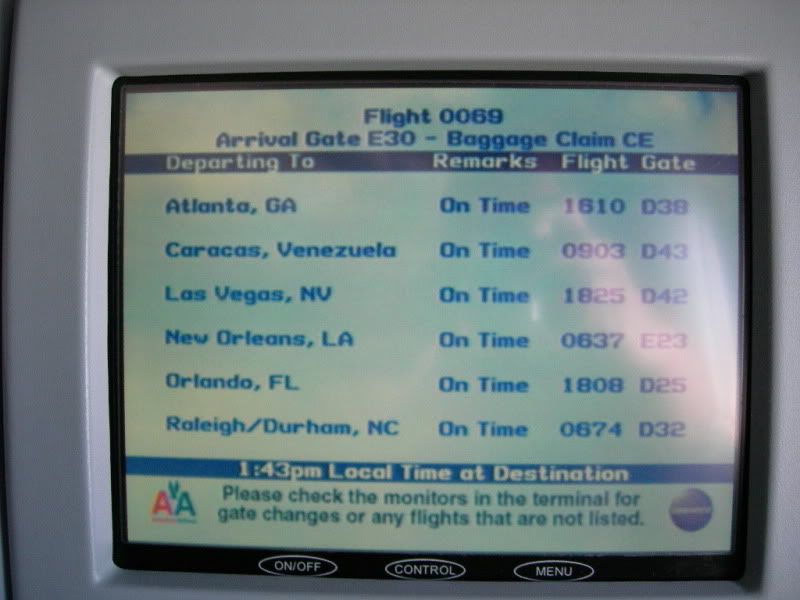 Flight 0069
Arrival Gate E30 - Baggage Claim CE
Departing To Remarks Flight Gate
Atlanta, GA On Time 1610 D38
Caracas, Venezuela On Time 0903 D43
Las Vegas, NV On Time 1825 D42
New Orleans, LA On Time 0637 E23
Orlando, FL On Time 1808 D25
Raleigh/Durham, NC On Time 0674 D32
1:43pm Local Time at Destination
AA
Please check the monitors in the terminal for
gate changes or any flights that are not listed.
ON/OFF CONTROL MENU